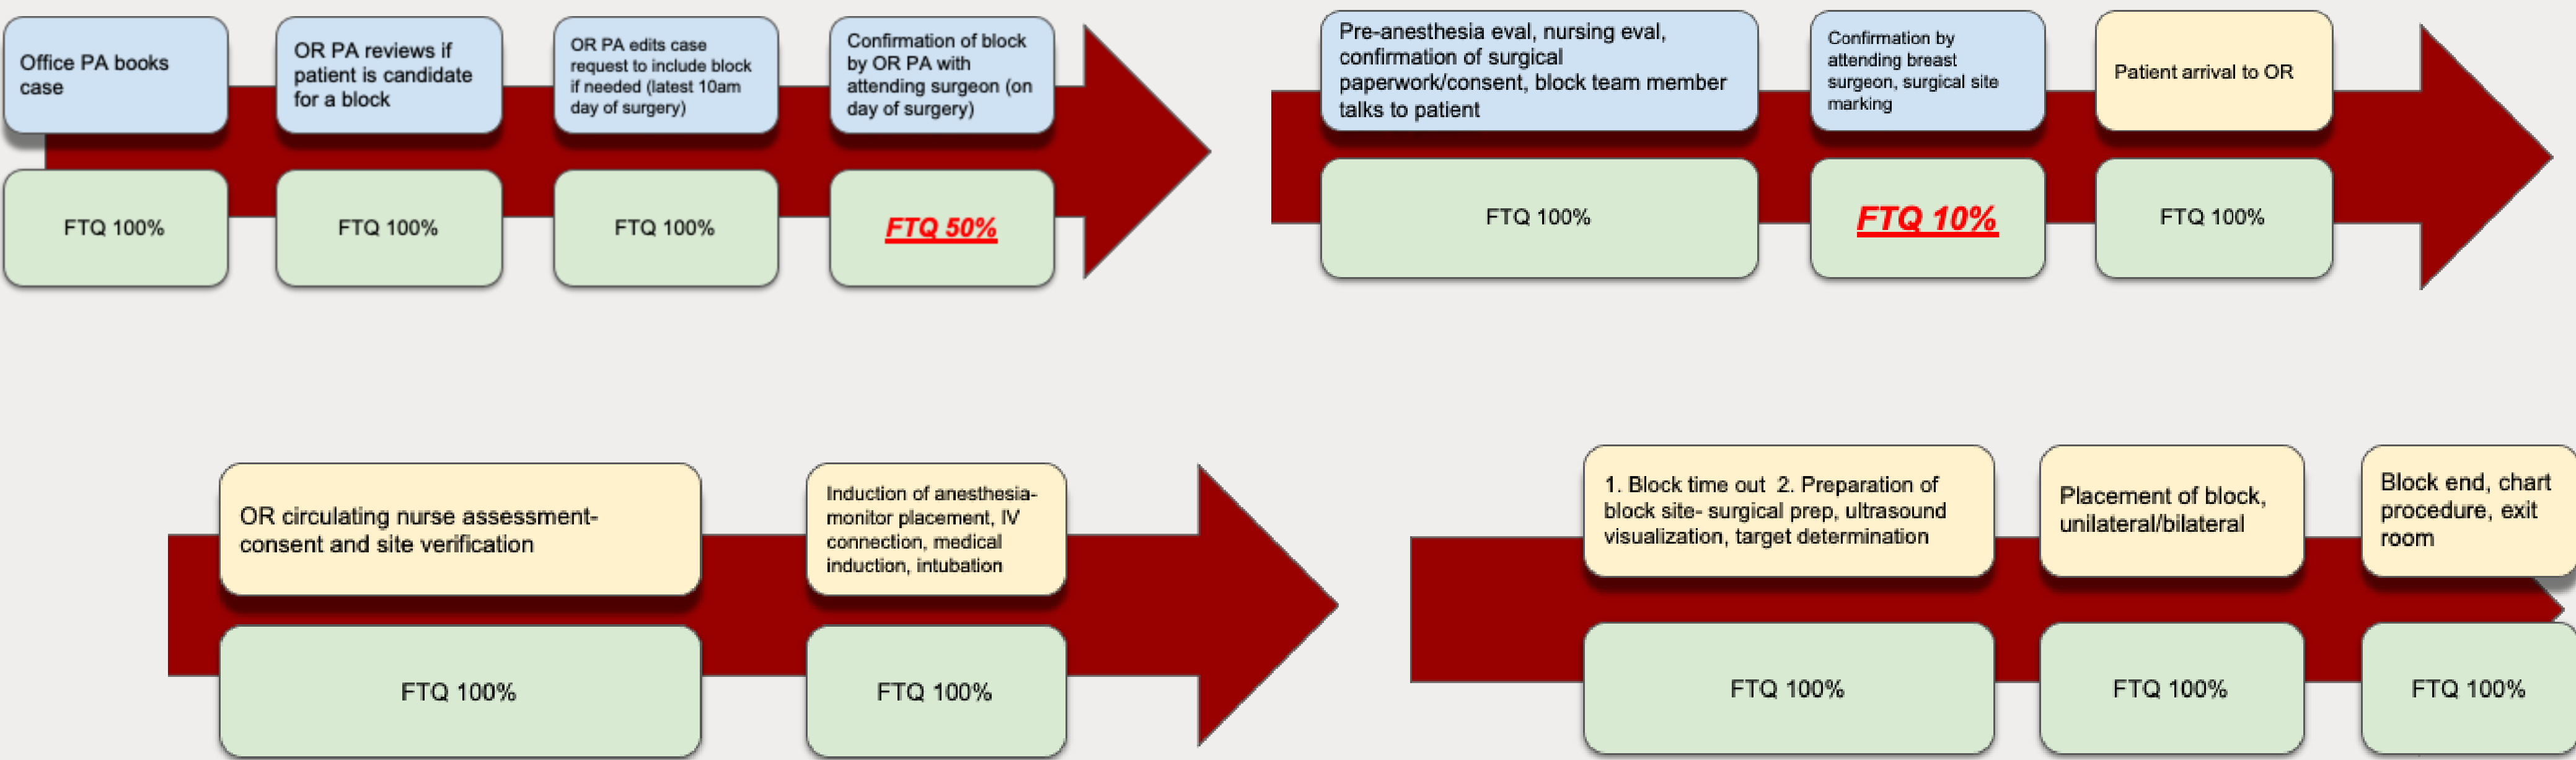 Office PA books
case
OR PA reviews if
patient is candidate
for a block
OR PA edits case
request to include block
if needed (latest 10am
day of surgery)
Confirmation of block
by OR PA with
attending surgeon (on
day of surgery)
FTQ 100%
FTQ 100%
FTQ 100%
FTQ 50%
Pre-anesthesia eval, nursing eval,
confirmation of surgical
paperwork/consent, block team member
talks to patient
Confirmation by
attending breast
surgeon, surgical site
marking
Patient arrival to OR
FTQ 100%
FTQ 10%
FTQ 100%
OR circulating nurse assessment-
consent and site verification
Induction of anesthesia-
monitor placement, IV
connection, medical
induction, intubation
FTQ 100%
FTQ 100%
1. Block time out 2. Preparation of
block site- surgical prep, ultrasound
visualization, target determination
Placement of block,
unilateral/bilateral
Block end, chart
procedure, exit
room
FTQ 100%
FTQ 100%
FTQ 100%